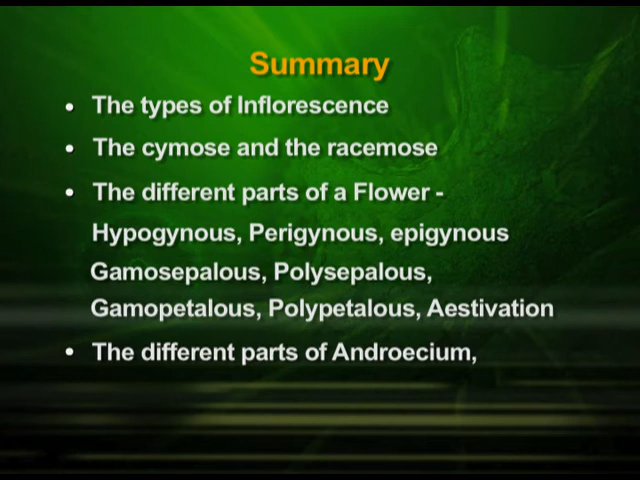 Summary
• The types of Inflorescence
• The cymose and the racemose
• The different parts of a Flower -
Hypogynous, Perigynous, epigynous
Gamosepalous, Polysepalous,
Gamopetalous, Polypetalous, Aestivation
• The different parts of Androecium,